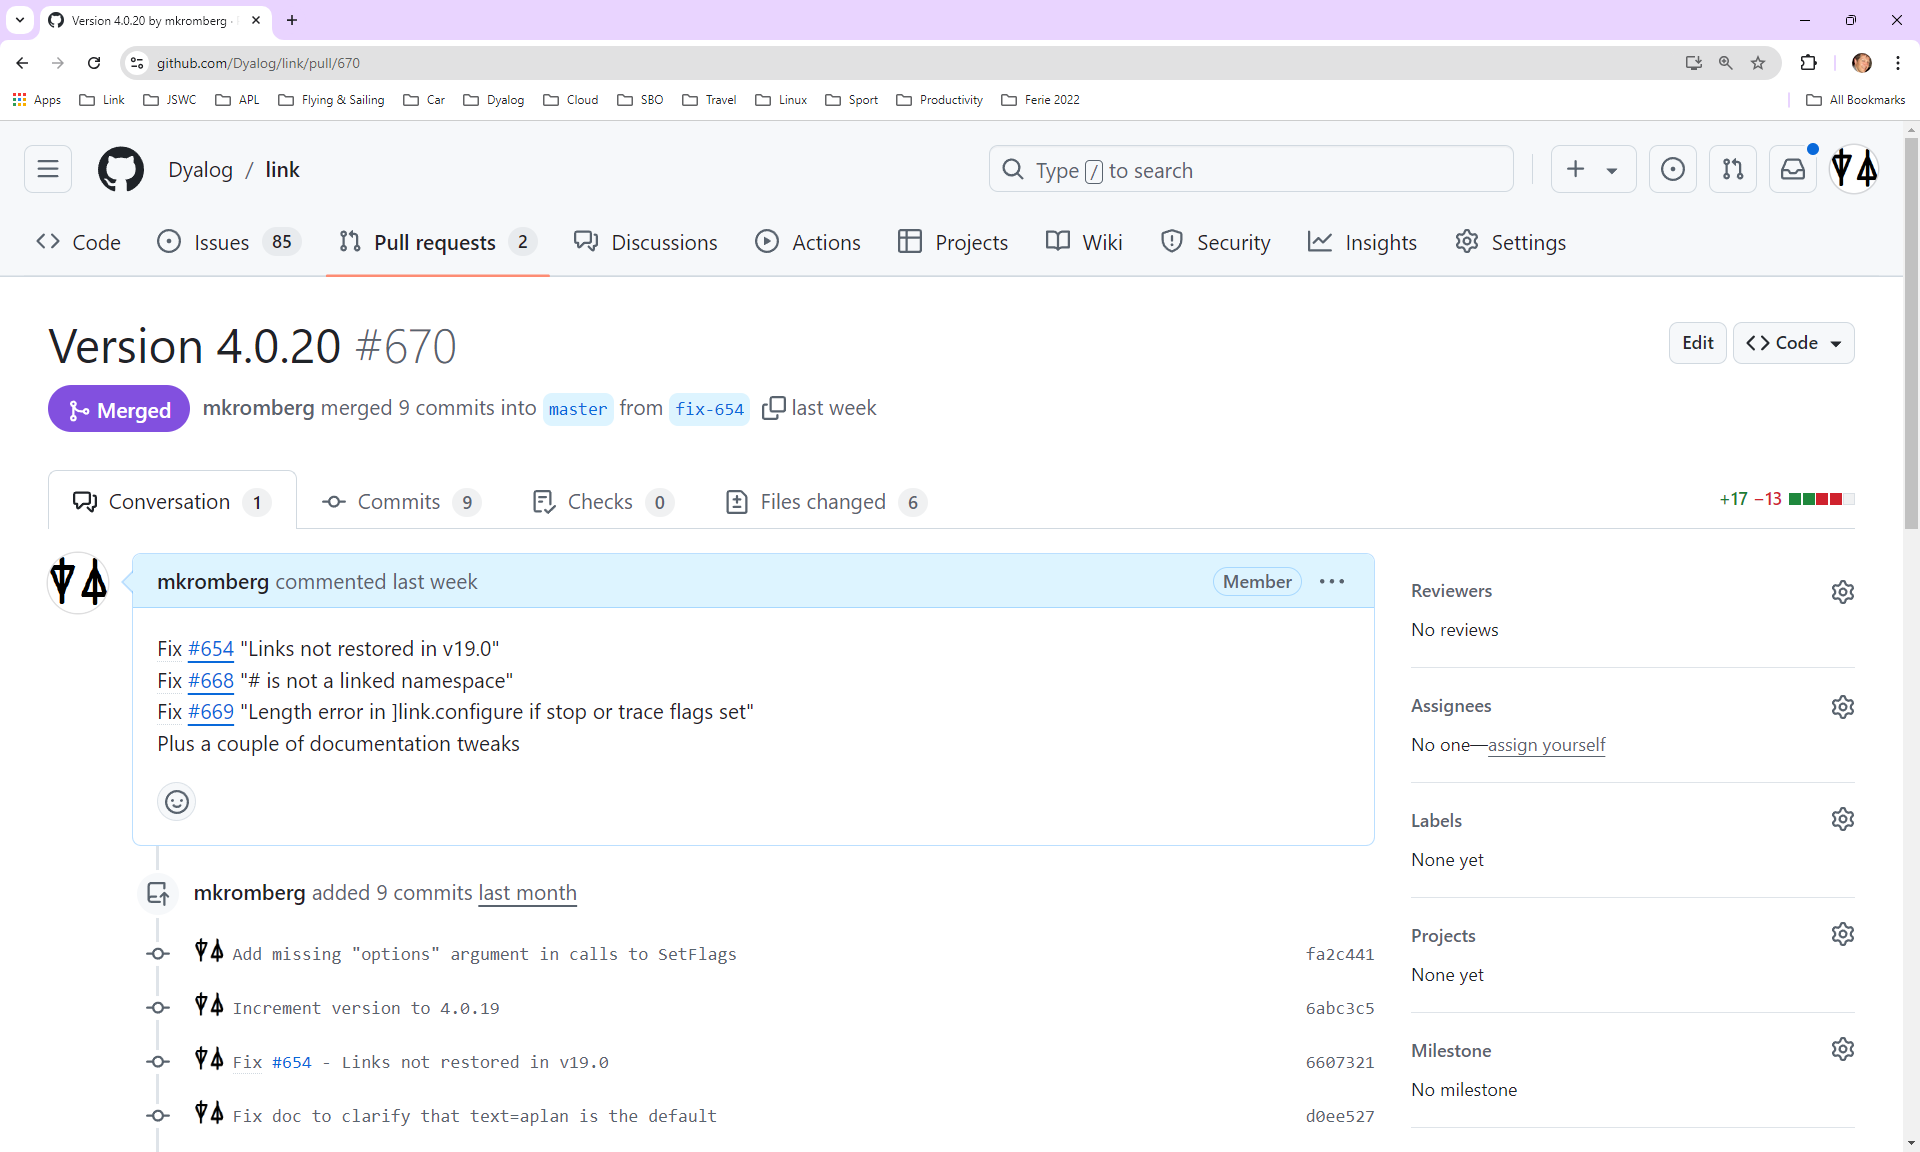 Version 4.0.20 by mkromberg ·
github.com/Dyalog/link/pull/670
Apps Link JSWC APL Flying & Sailing Car Dyalog Cloud SBO Travel Linux Sport Productivity Ferie 2022 All Bookmarks
Dyalog / link
Type / to search
Code Issues 85 Pull requests 2 Discussions Actions Projects Wiki Security Insights Settings
Version 4.0.20 #670
Edit <> Code
Merged mkromberg merged 9 commits into master from fix-654 last week
Conversation 1 Commits 9 Checks 0 Files changed 6 +17 −13
mkromberg commented last week Member ...
Fix #654 "Links not restored in v19.0"
Fix #668 "# is not a linked namespace"
Fix #669 "Length error in ]link.configure if stop or trace flags set"
Plus a couple of documentation tweaks
mkromberg added 9 commits last month
Add missing "options" argument in calls to SetFlags fa2c441
Increment version to 4.0.19 6abc3c5
Fix #654 - Links not restored in v19.0 6607321
Fix doc to clarify that text=aplan is the default d0ee527
Reviewers
No reviews
Assignees
No one—assign yourself
Labels
None yet
Projects
None yet
Milestone
No milestone